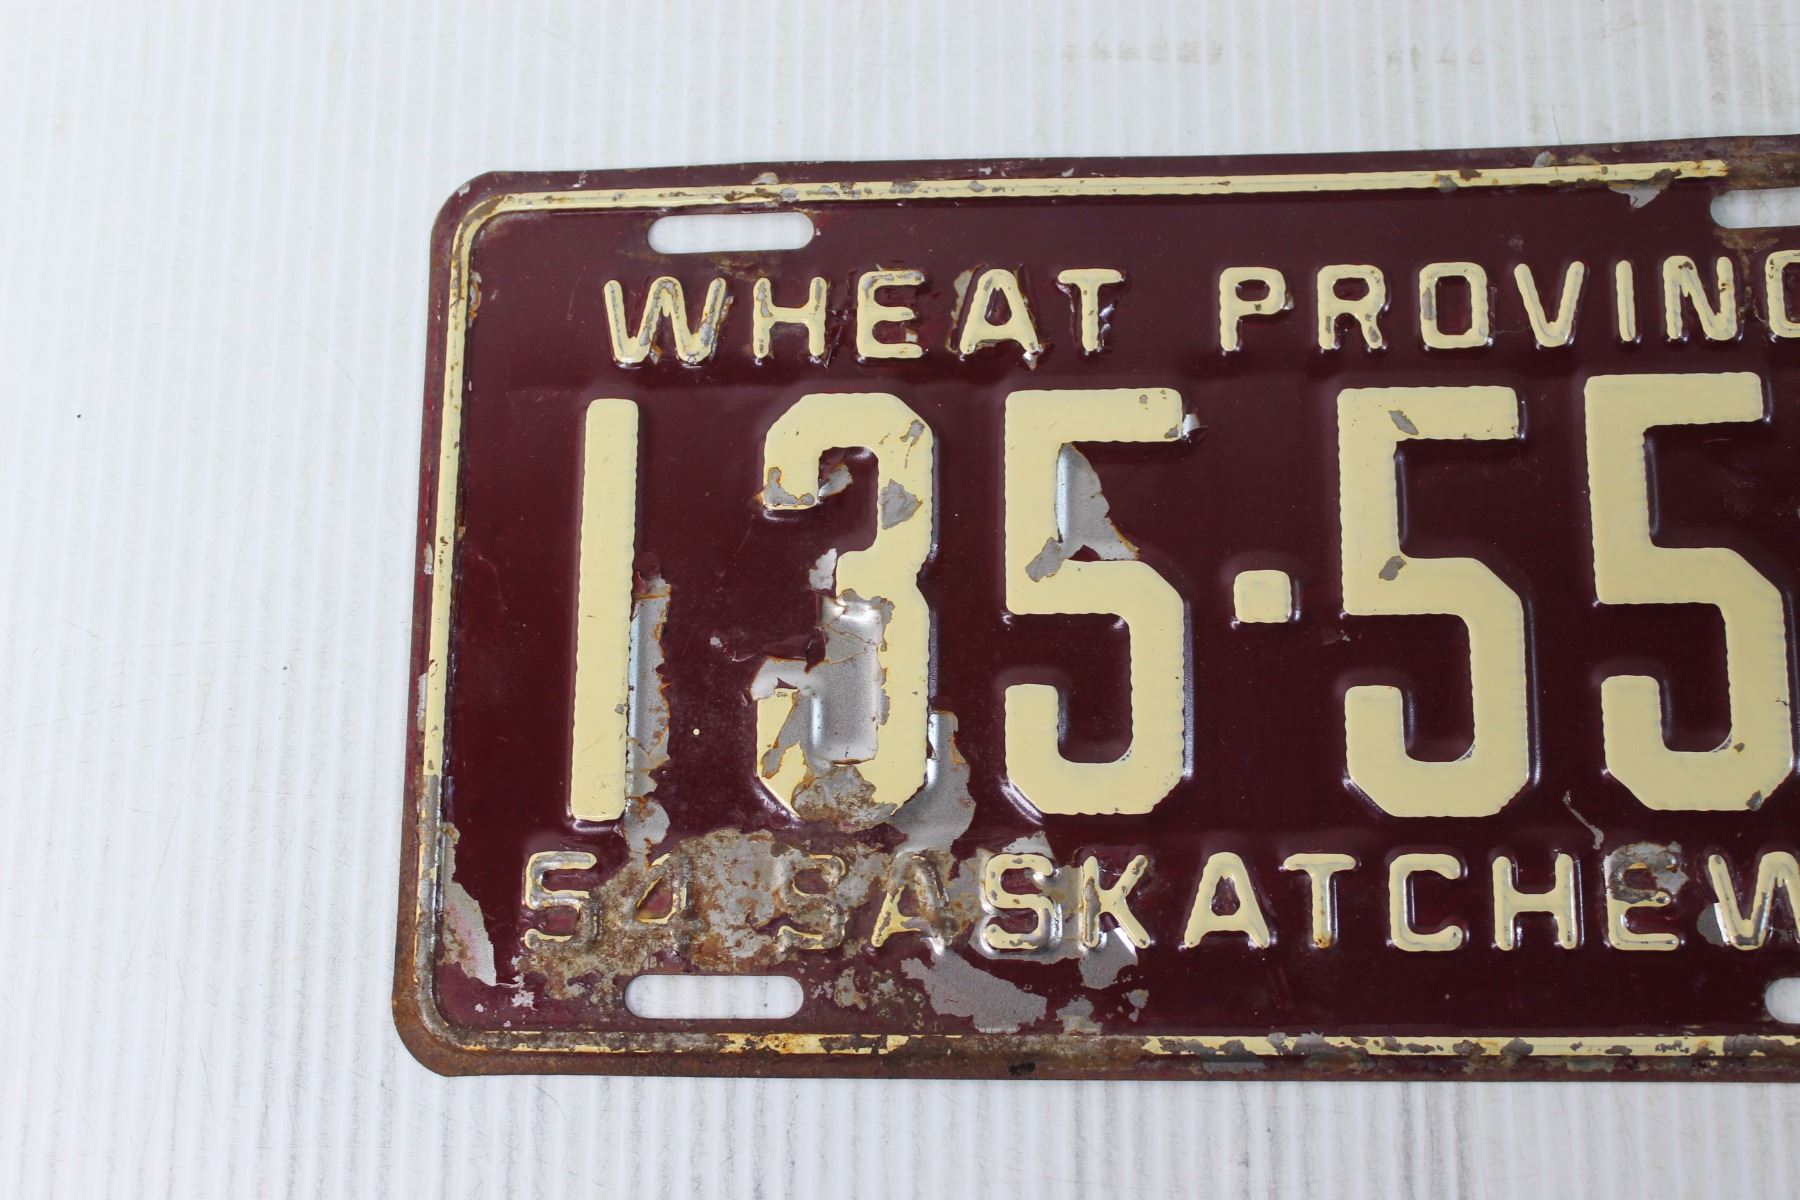 WHEAT PROVINC
135·55
54 SASKATCHEW